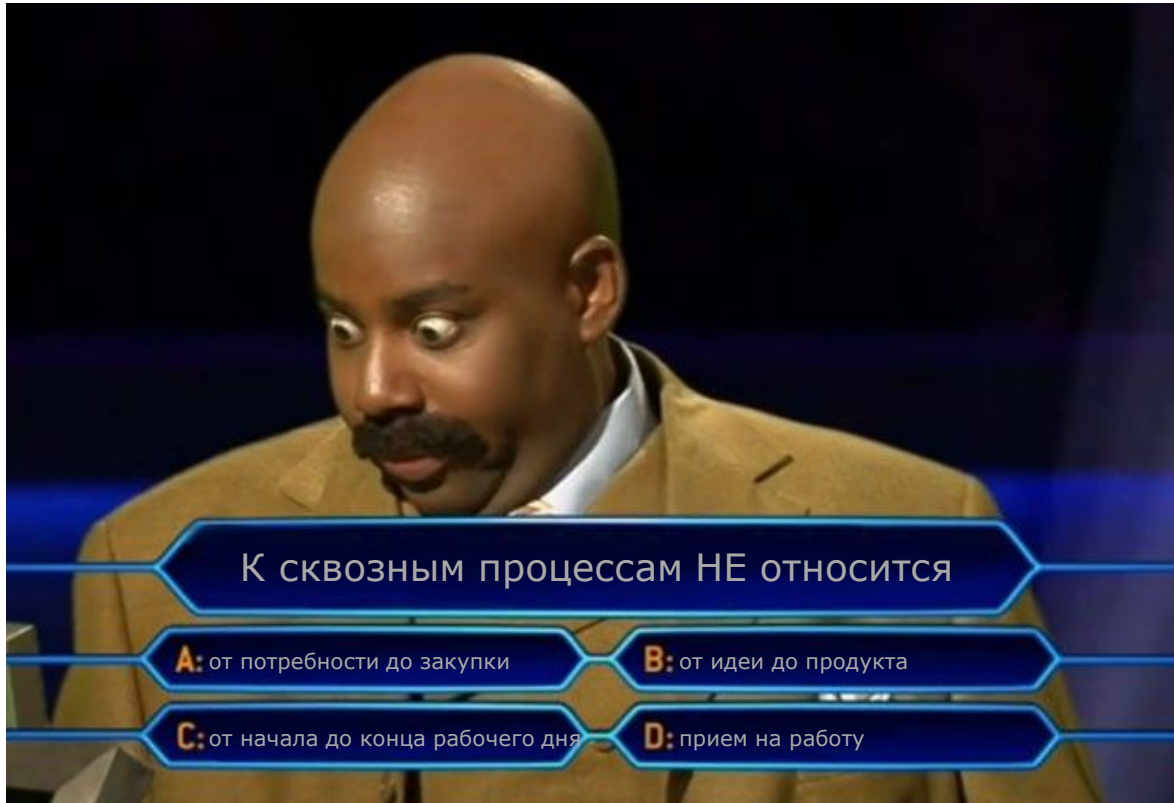 К сквозным процессам НЕ относится
A: от потребности до закупки
B: от идеи до продукта
C: от начала до конца рабочего дня
D: прием на работу